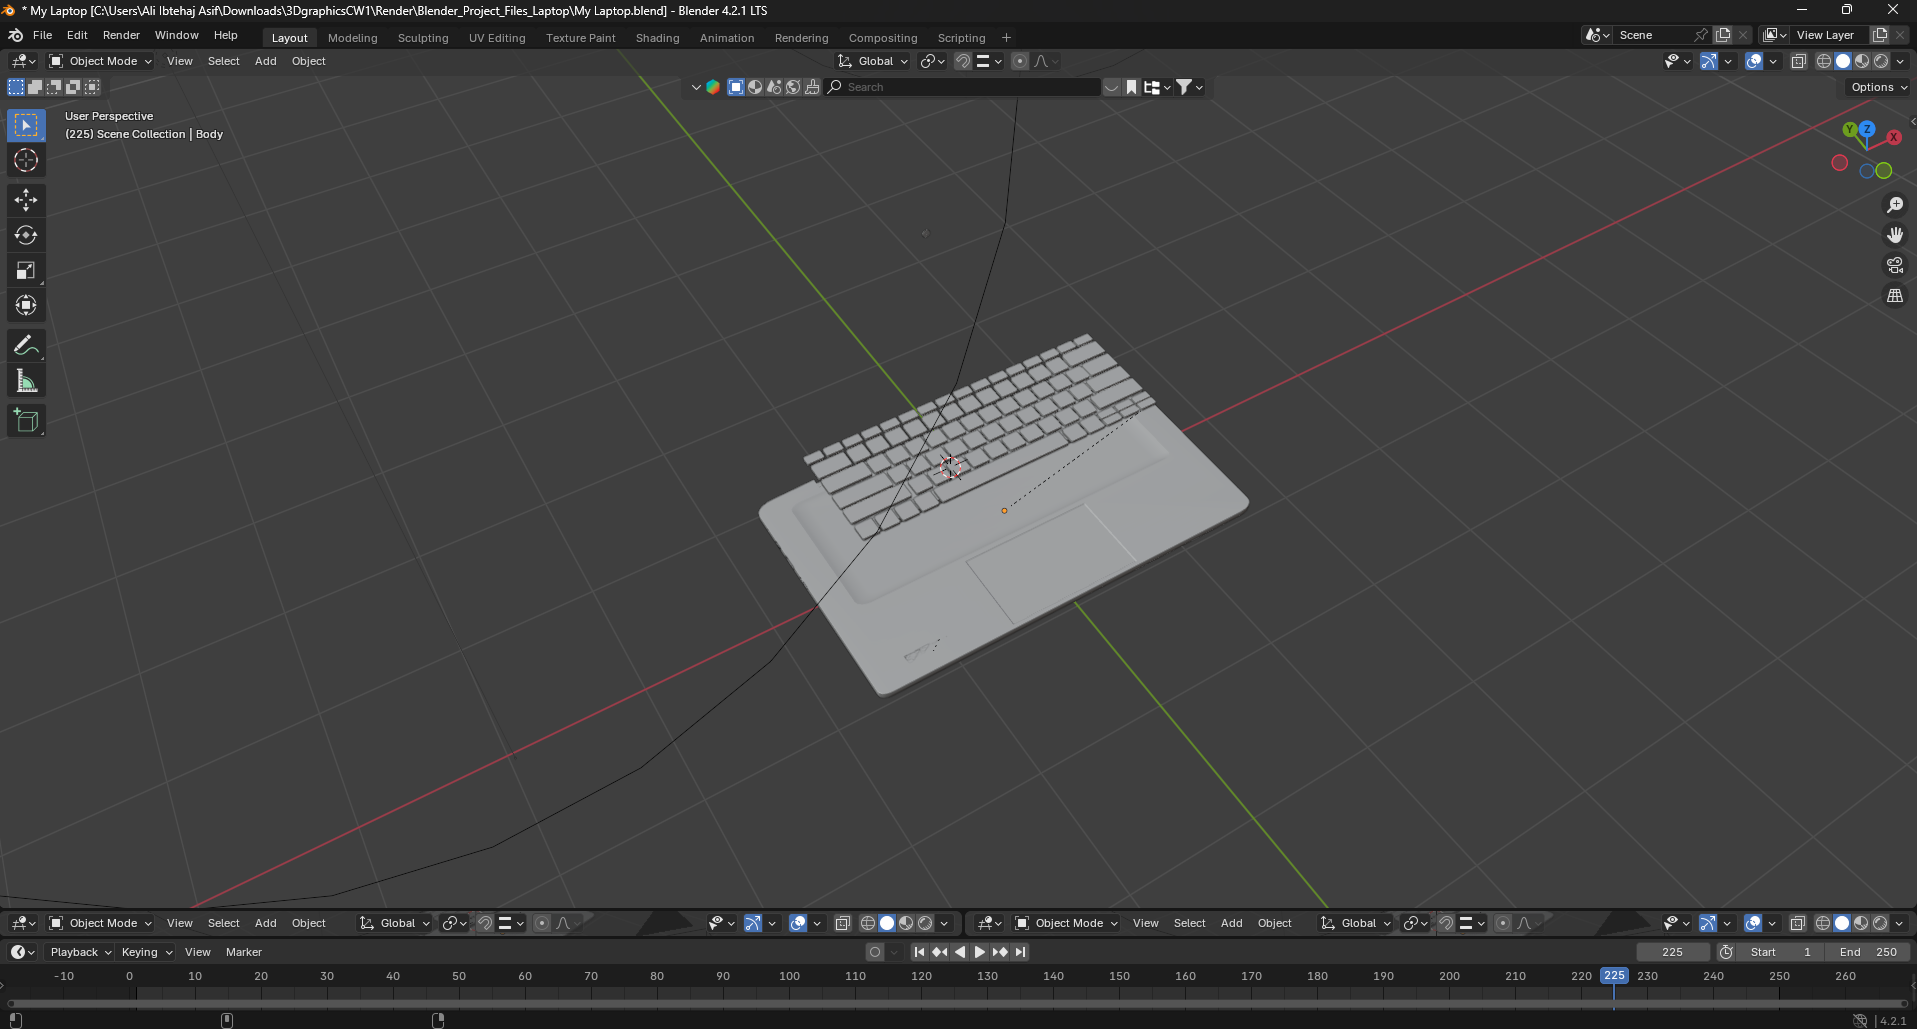 * My Laptop [C:\Users\Ali Ibtehaj Asif\Downloads\3DgraphicsCW1\Render\Blender_Project_Files_Laptop\My Laptop.blend] - Blender 4.2.1 LTS
File Edit Render Window Help Layout Modeling Sculpting UV Editing Texture Paint Shading Animation Rendering Compositing Scripting + Scene View Layer
Object Mode View Select Add Object Global
Search Options
User Perspective
(225) Scene Collection | Body
Y Z X
Object Mode View Select Add Object Global Object Mode View Select Add Object Global
Playback Keying View Marker 225 Start 1 End 250
-10 0 10 20 30 40 50 60 70 80 90 100 110 120 130 140 150 160 170 180 190 200 210 220 225 230 240 250 260
4.2.1